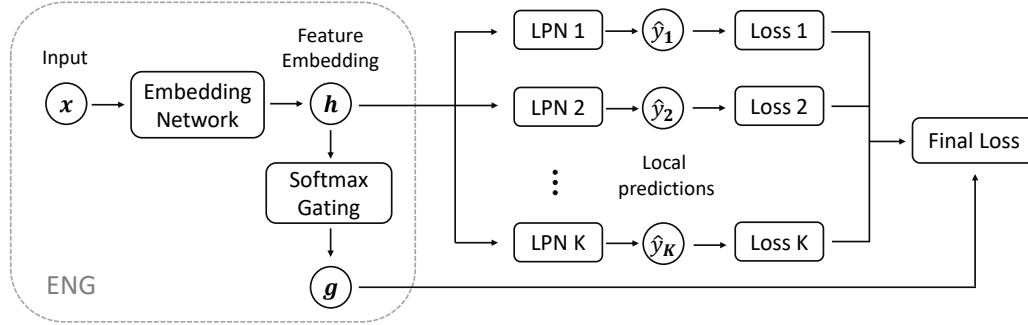 Input
x
Embedding
Network
Feature
Embedding
h
Softmax
Gating
g
ENG
LPN 1
ŷ₁
Loss 1
LPN 2
ŷ₂
Loss 2
⋮
Local
predictions
LPN K
ŷ_K
Loss K
Final Loss